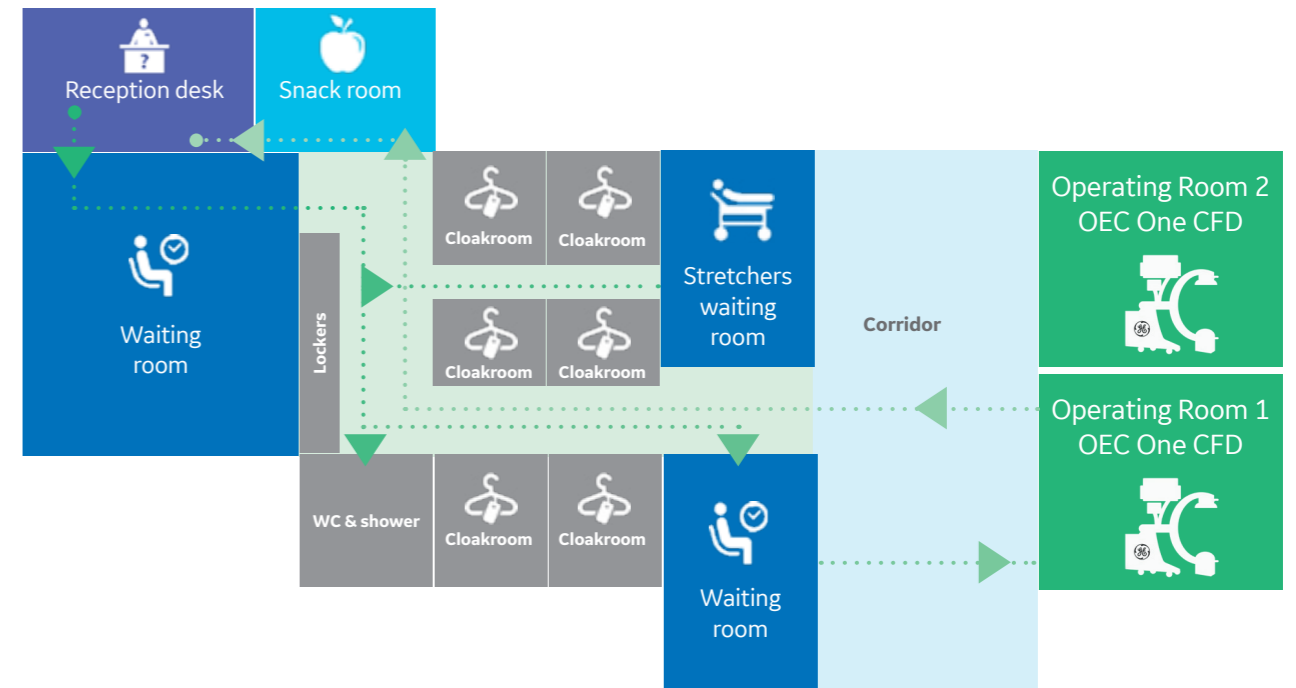 ?
Reception desk
Snack room
Waiting
room
Lockers
Cloakroom
Cloakroom
Cloakroom
Cloakroom
Stretchers
waiting
room
Corridor
Operating Room 2
OEC One CFD
Operating Room 1
OEC One CFD
WC & shower
Cloakroom
Cloakroom
Waiting
room